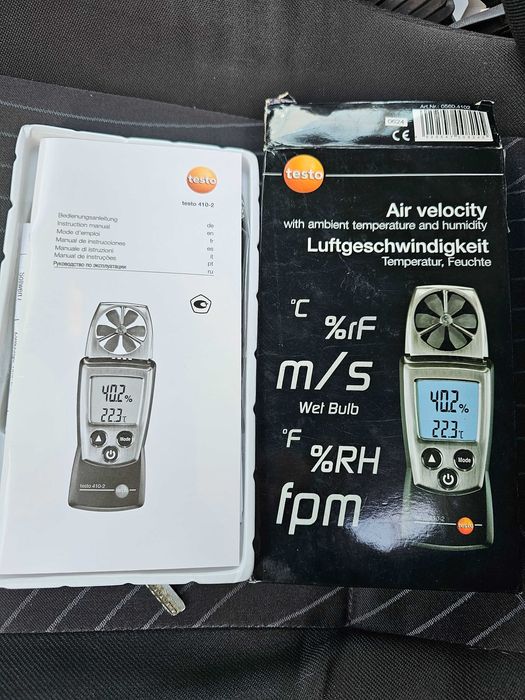 testo
testo 410-2
Bedienungsanleitung de
Instruction manual en
Mode d'emploi fr
Manual de instrucciones es
Manuale di istruzioni it
Manual de instruções pt
Руководство по эксплуатации ru
40.2 %
22.3 °C
Mode
testo 410-2
Art.Nr.: 0560 4102
0624
CE
testo
Air velocity
with ambient temperature and humidity
Luftgeschwindigkeit
Temperatur, Feuchte
°C
%rF
m/s
Wet Bulb
°F
%RH
fpm
40.2 %
22.3 °C
Mode
testo